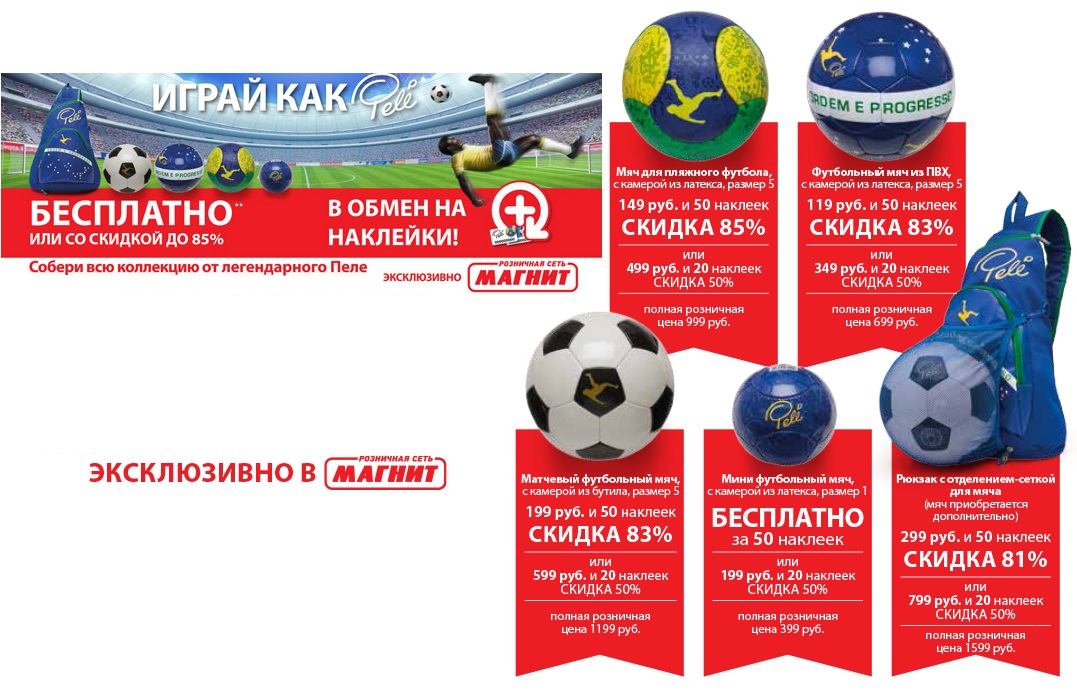 ИГРАЙ КАК Pelé
БЕСПЛАТНО**
ИЛИ СО СКИДКОЙ ДО 85%
В ОБМЕН НА
НАКЛЕЙКИ!
Собери всю коллекцию от легендарного Пеле
ЭКСКЛЮЗИВНО
РОЗНИЧНАЯ СЕТЬ
МАГНИТ
Мяч для пляжного футбола,
с камерой из латекса, размер 5
149 руб. и 50 наклеек
СКИДКА 85%
или
499 руб. и 20 наклеек
СКИДКА 50%
полная розничная
цена 999 руб.
Pelé
ORDEM E PROGRESSO
Футбольный мяч из ПВХ,
с камерой из латекса, размер 5
119 руб. и 50 наклеек
СКИДКА 83%
или
349 руб. и 20 наклеек
СКИДКА 50%
полная розничная
цена 699 руб.
ЭКСКЛЮЗИВНО В
РОЗНИЧНАЯ СЕТЬ
МАГНИТ
Матчевый футбольный мяч,
с камерой из бутила, размер 5
199 руб. и 50 наклеек
СКИДКА 83%
или
599 руб. и 20 наклеек
СКИДКА 50%
полная розничная
цена 1199 руб.
Pelé
Мини футбольный мяч,
с камерой из латекса, размер 1
БЕСПЛАТНО
за 50 наклеек
или
199 руб. и 20 наклеек
СКИДКА 50%
полная розничная
цена 399 руб.
Pelé
Рюкзак с отделением-сеткой
для мяча
(мяч приобретается
дополнительно)
299 руб. и 50 наклеек
СКИДКА 81%
или
799 руб. и 20 наклеек
СКИДКА 50%
полная розничная
цена 1599 руб.